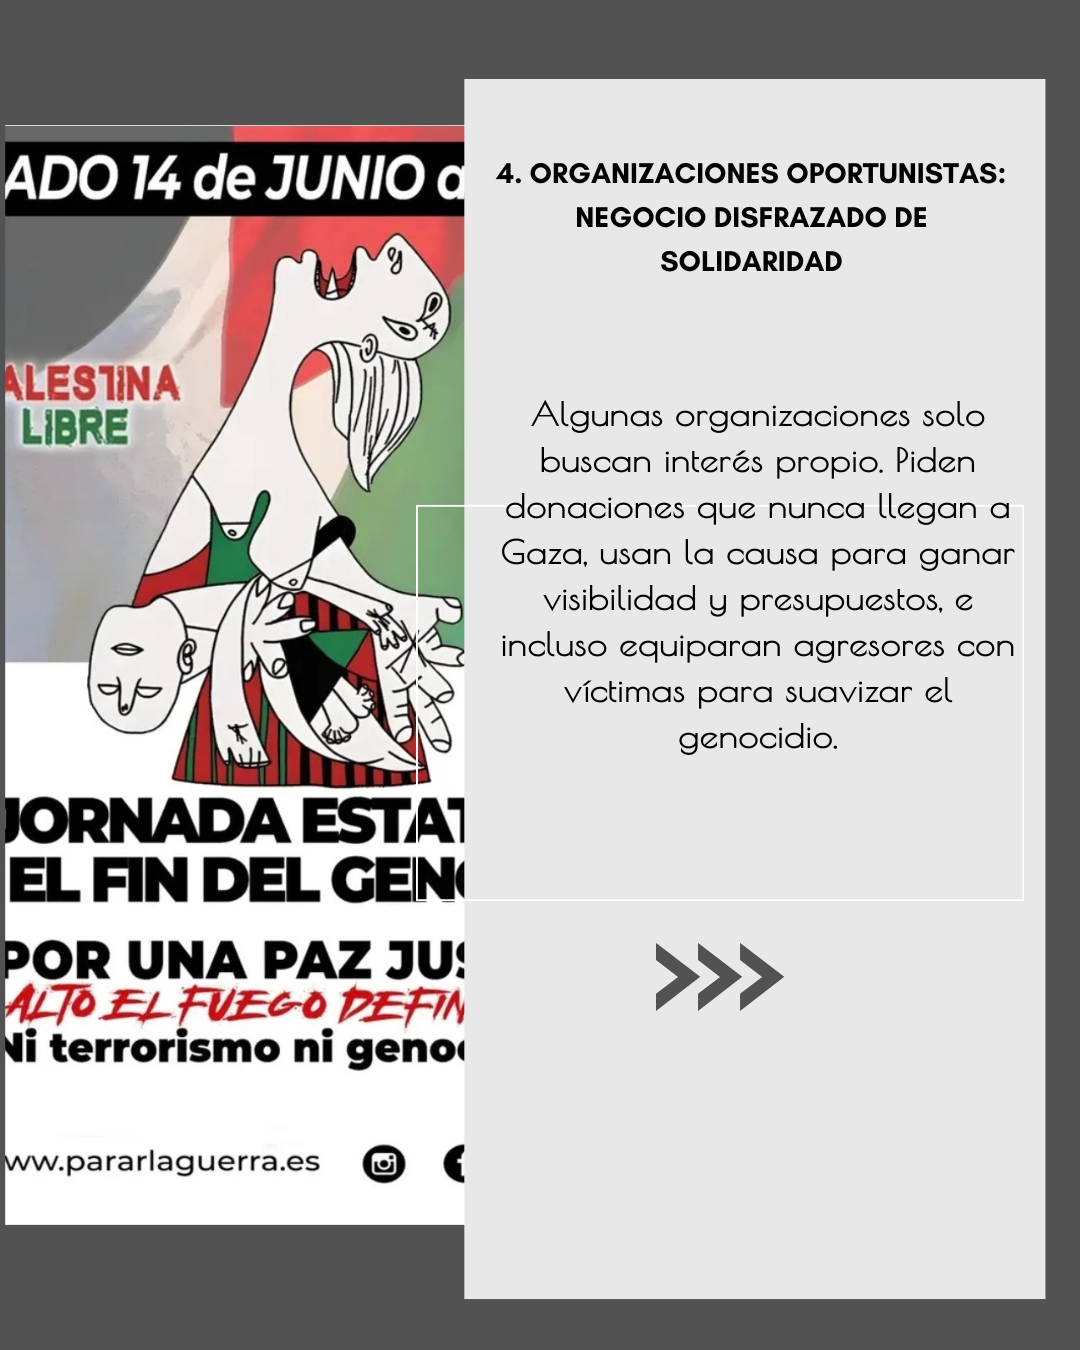 ADO 14 de JUNIO a
ALESTINA
LIBRE
JORNADA ESTAT
EL FIN DEL GENO
POR UNA PAZ JUS
ALTO EL FUEGO DEFIN
Ni terrorismo ni genoc
ww.pararlaguerra.es
4. ORGANIZACIONES OPORTUNISTAS:
NEGOCIO DISFRAZADO DE
SOLIDARIDAD
Algunas organizaciones solo
buscan interés propio. Piden
donaciones que nunca llegan a
Gaza, usan la causa para ganar
visibilidad y presupuestos, e
incluso equiparan agresores con
víctimas para suavizar el
genocidio.